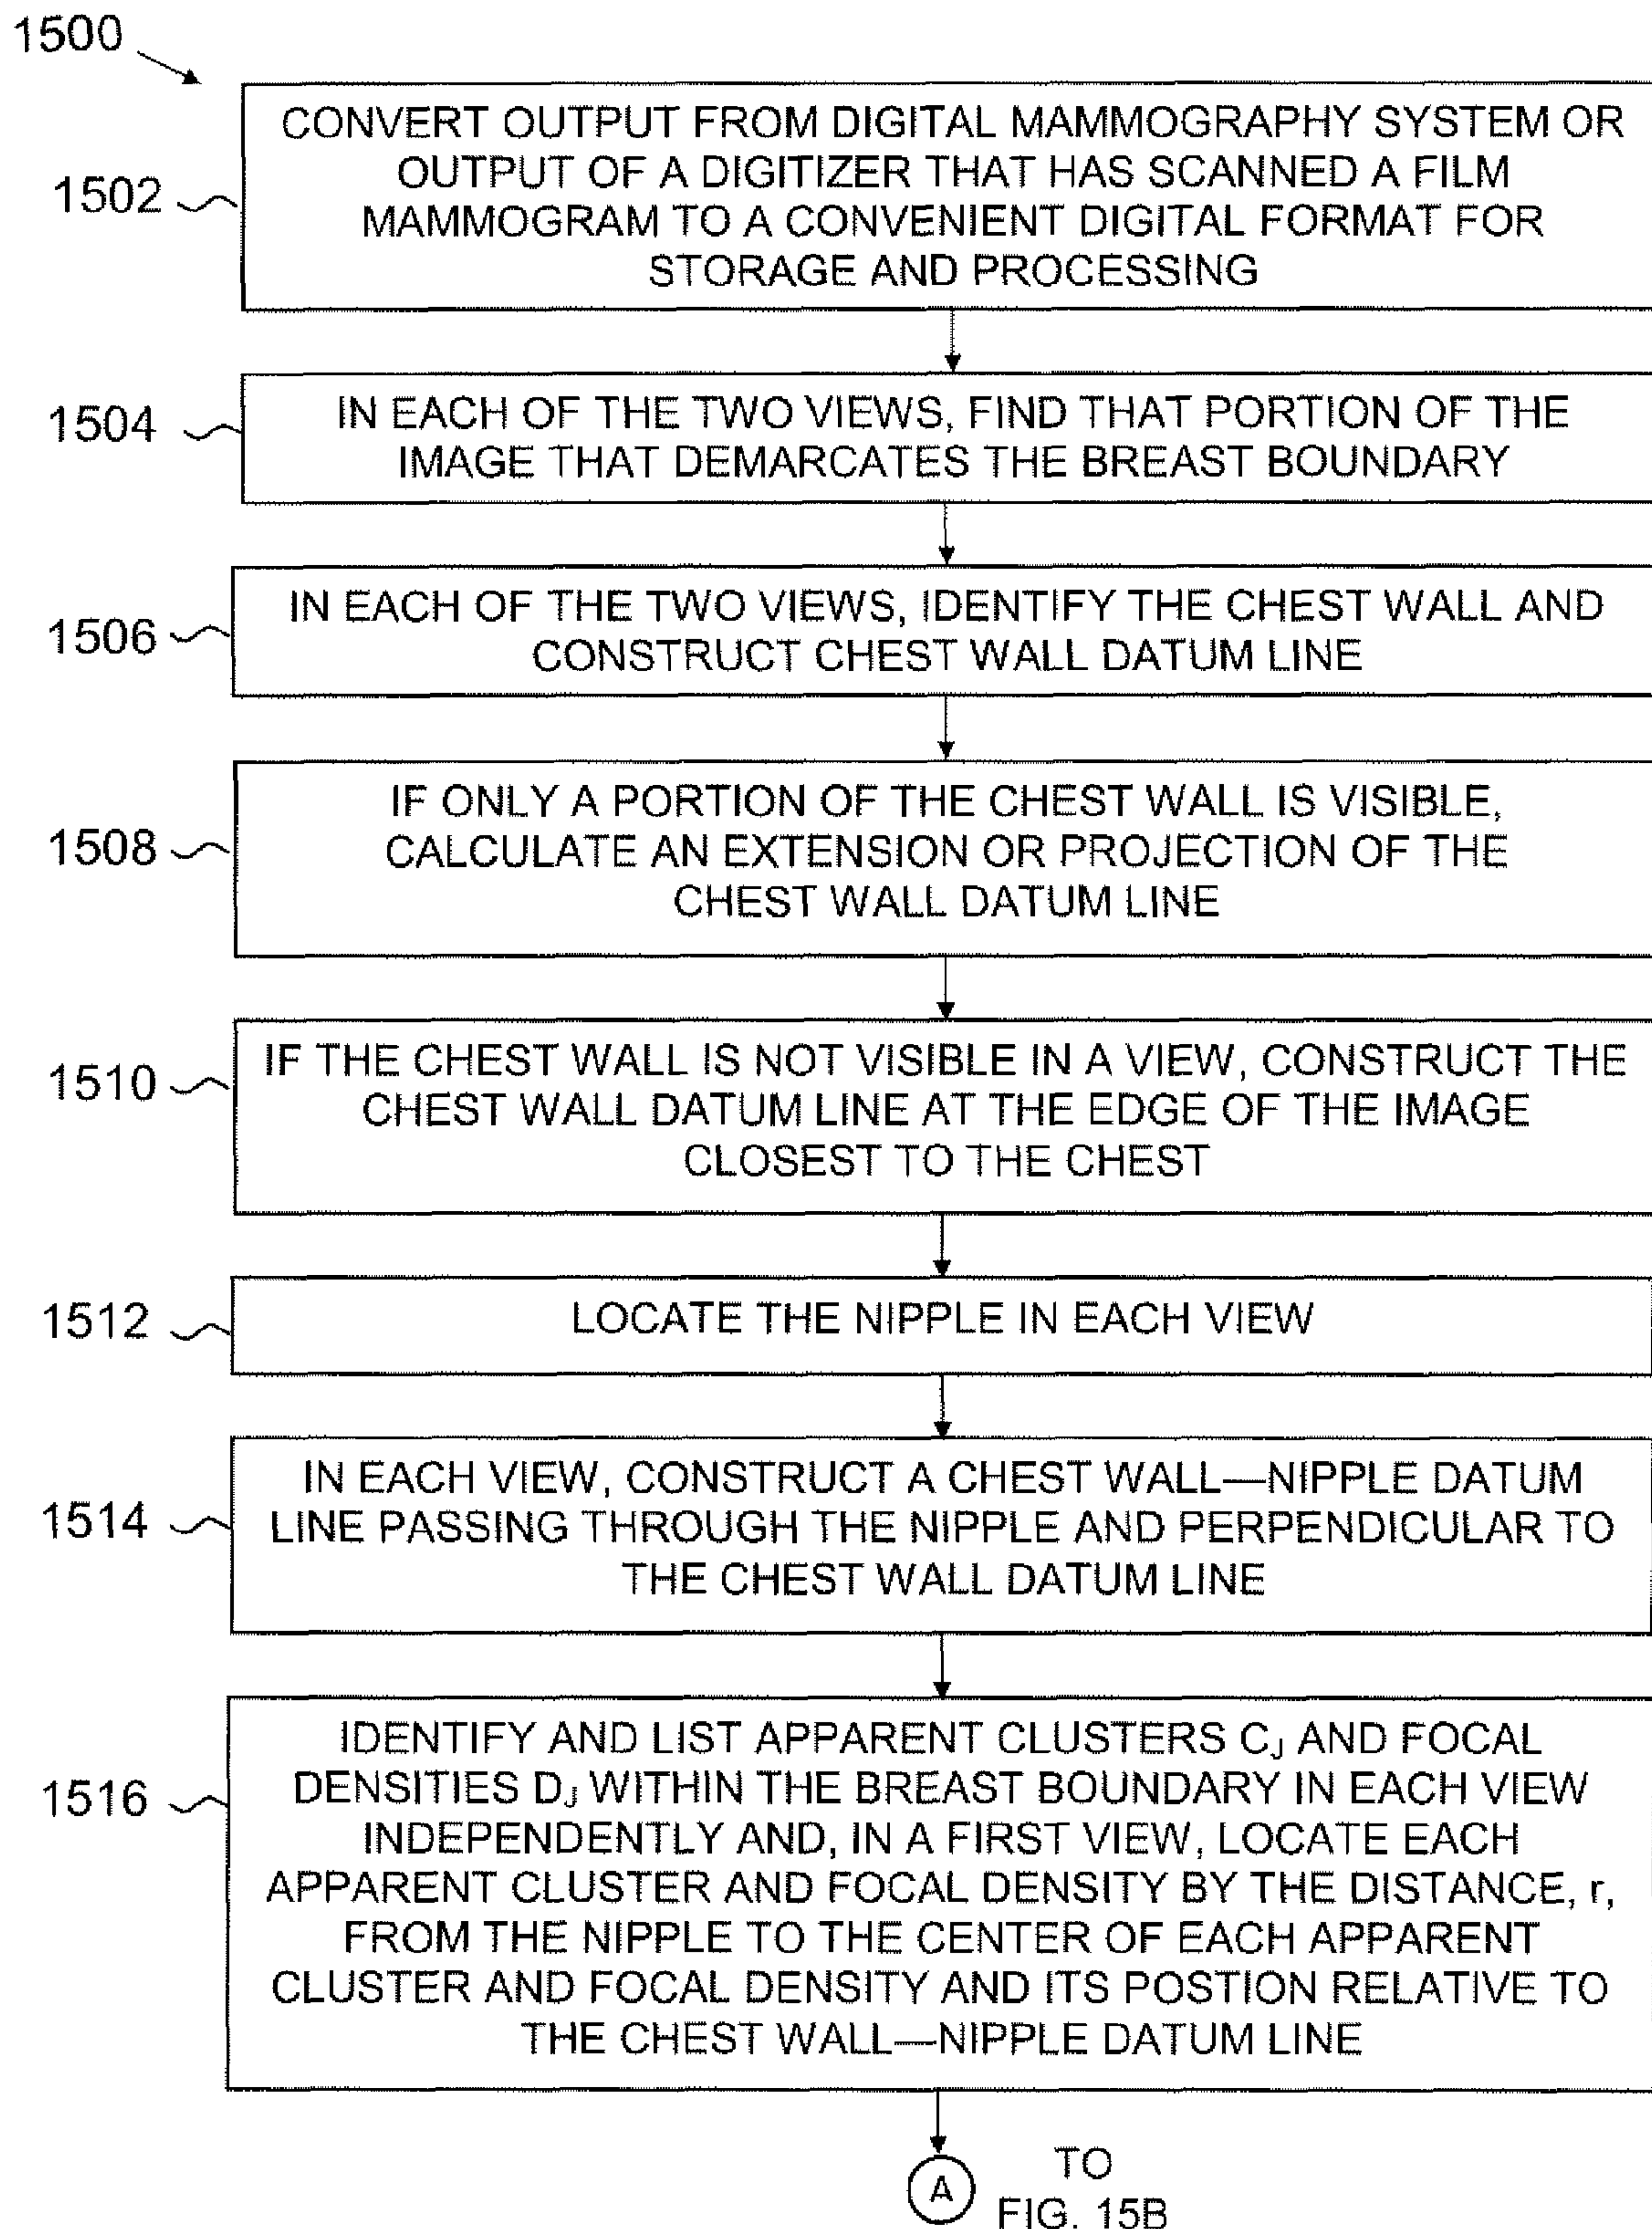 1500
1502
CONVERT OUTPUT FROM DIGITAL MAMMOGRAPHY SYSTEM OR
OUTPUT OF A DIGITIZER THAT HAS SCANNED A FILM
MAMMOGRAM TO A CONVENIENT DIGITAL FORMAT FOR
STORAGE AND PROCESSING
1504
IN EACH OF THE TWO VIEWS, FIND THAT PORTION OF THE
IMAGE THAT DEMARCATES THE BREAST BOUNDARY
1506
IN EACH OF THE TWO VIEWS, IDENTIFY THE CHEST WALL AND
CONSTRUCT CHEST WALL DATUM LINE
1508
IF ONLY A PORTION OF THE CHEST WALL IS VISIBLE,
CALCULATE AN EXTENSION OR PROJECTION OF THE
CHEST WALL DATUM LINE
1510
IF THE CHEST WALL IS NOT VISIBLE IN A VIEW, CONSTRUCT THE
CHEST WALL DATUM LINE AT THE EDGE OF THE IMAGE
CLOSEST TO THE CHEST
1512
LOCATE THE NIPPLE IN EACH VIEW
1514
IN EACH VIEW, CONSTRUCT A CHEST WALL—NIPPLE DATUM
LINE PASSING THROUGH THE NIPPLE AND PERPENDICULAR TO
THE CHEST WALL DATUM LINE
1516
IDENTIFY AND LIST APPARENT CLUSTERS CJ AND FOCAL
DENSITIES DJ WITHIN THE BREAST BOUNDARY IN EACH VIEW
INDEPENDENTLY AND, IN A FIRST VIEW, LOCATE EACH
APPARENT CLUSTER AND FOCAL DENSITY BY THE DISTANCE, r,
FROM THE NIPPLE TO THE CENTER OF EACH APPARENT
CLUSTER AND FOCAL DENSITY AND ITS POSTION RELATIVE TO
THE CHEST WALL—NIPPLE DATUM LINE
A
TO
FIG. 15B